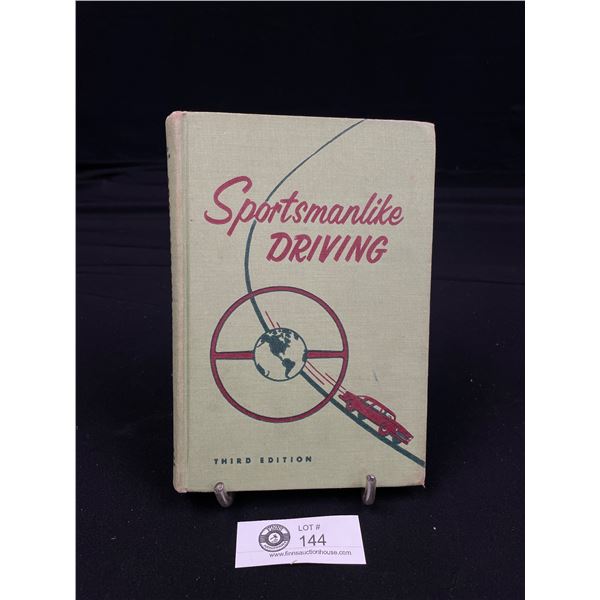 Sportsmanlike
DRIVING
THIRD EDITION
LOT #
144
www.finnsauctionhouse.com